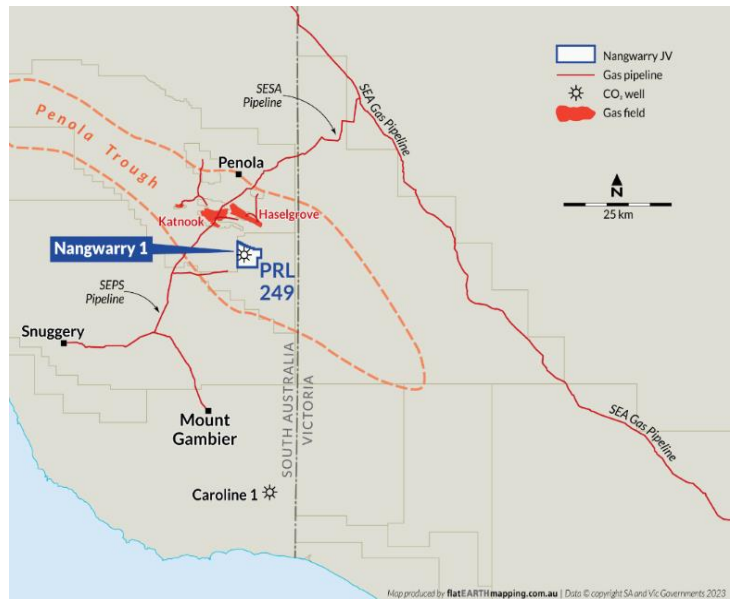 Nangwarry JV
Gas pipeline
CO₂ well
Gas field
N
25 km
SEA Gas Pipeline
SESA
Pipeline
Penola Trough
Penola
Katnook
Haselgrove
Nangwarry 1
PRL
249
SEPS
Pipeline
Snuggery
Mount
Gambier
SOUTH AUSTRALIA
VICTORIA
SEA Gas Pipeline
Caroline 1
Map produced by flatEARTHmapping.com.au | Data © copyright SA and Vic Governments 2023